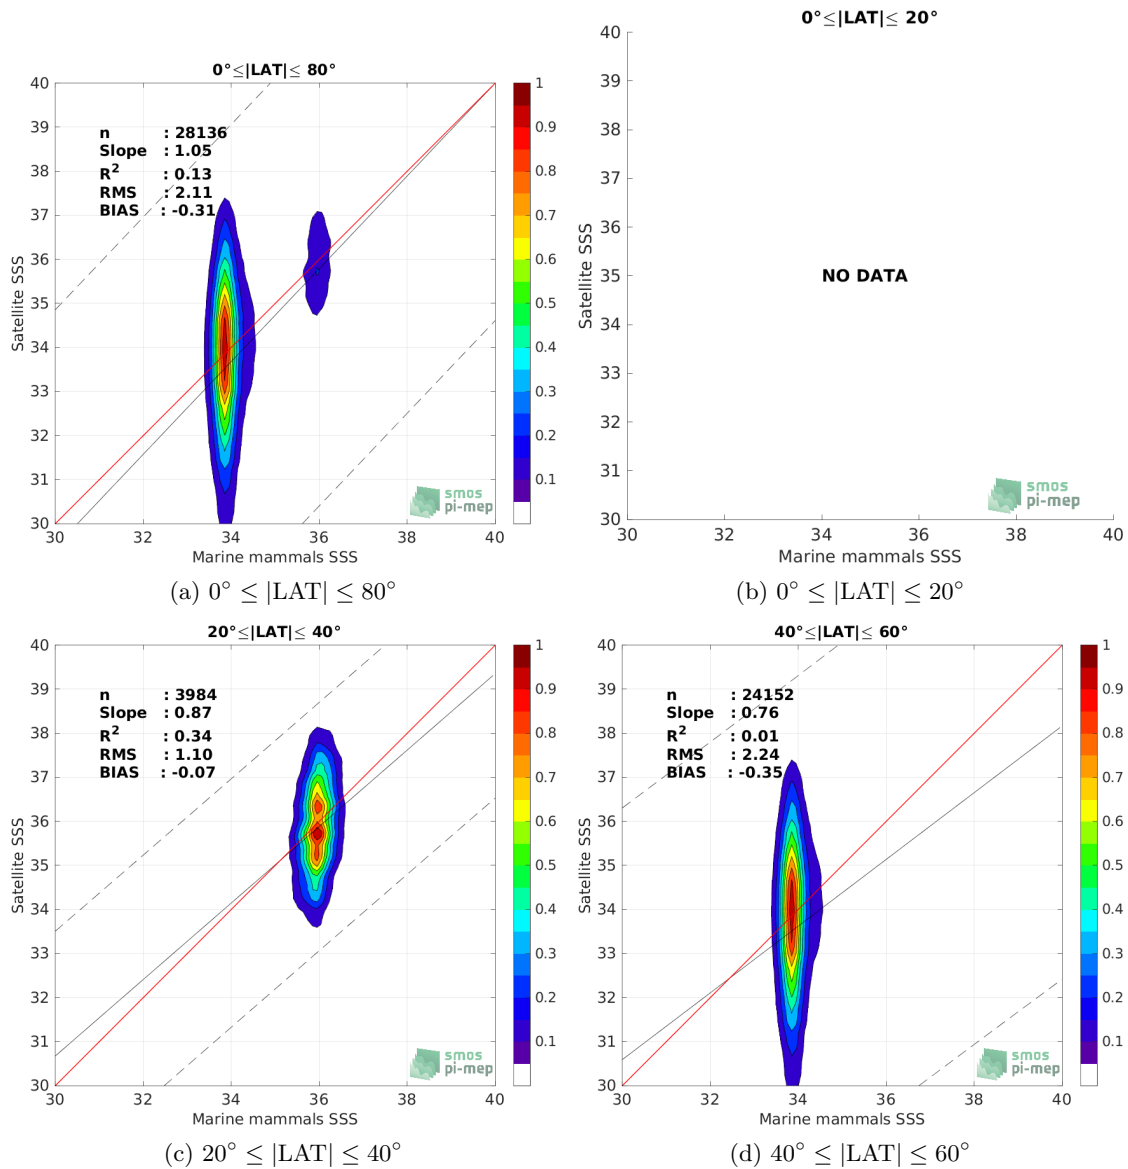 0°≤|LAT|≤ 80°
40
39
38
37
36
35
34
33
32
31
30
Satellite SSS
n : 28136
Slope : 1.05
R² : 0.13
RMS : 2.11
BIAS : -0.31
1
0.9
0.8
0.7
0.6
0.5
0.4
0.3
0.2
0.1
smos
pi-mep
30 32 34 36 38 40
Marine mammals SSS
(a) 0° ≤ |LAT| ≤ 80°
0°≤|LAT|≤ 20°
40
39
38
37
36
35
34
33
32
31
30
Satellite SSS
NO DATA
smos
pi-mep
30 32 34 36 38 40
Marine mammals SSS
(b) 0° ≤ |LAT| ≤ 20°
20°≤|LAT|≤ 40°
40
39
38
37
36
35
34
33
32
31
30
Satellite SSS
n : 3984
Slope : 0.87
R² : 0.34
RMS : 1.10
BIAS : -0.07
1
0.9
0.8
0.7
0.6
0.5
0.4
0.3
0.2
0.1
smos
pi-mep
30 32 34 36 38 40
Marine mammals SSS
(c) 20° ≤ |LAT| ≤ 40°
40°≤|LAT|≤ 60°
40
39
38
37
36
35
34
33
32
31
30
Satellite SSS
n : 24152
Slope : 0.76
R² : 0.01
RMS : 2.24
BIAS : -0.35
1
0.9
0.8
0.7
0.6
0.5
0.4
0.3
0.2
0.1
smos
pi-mep
30 32 34 36 38 40
Marine mammals SSS
(d) 40° ≤ |LAT| ≤ 60°